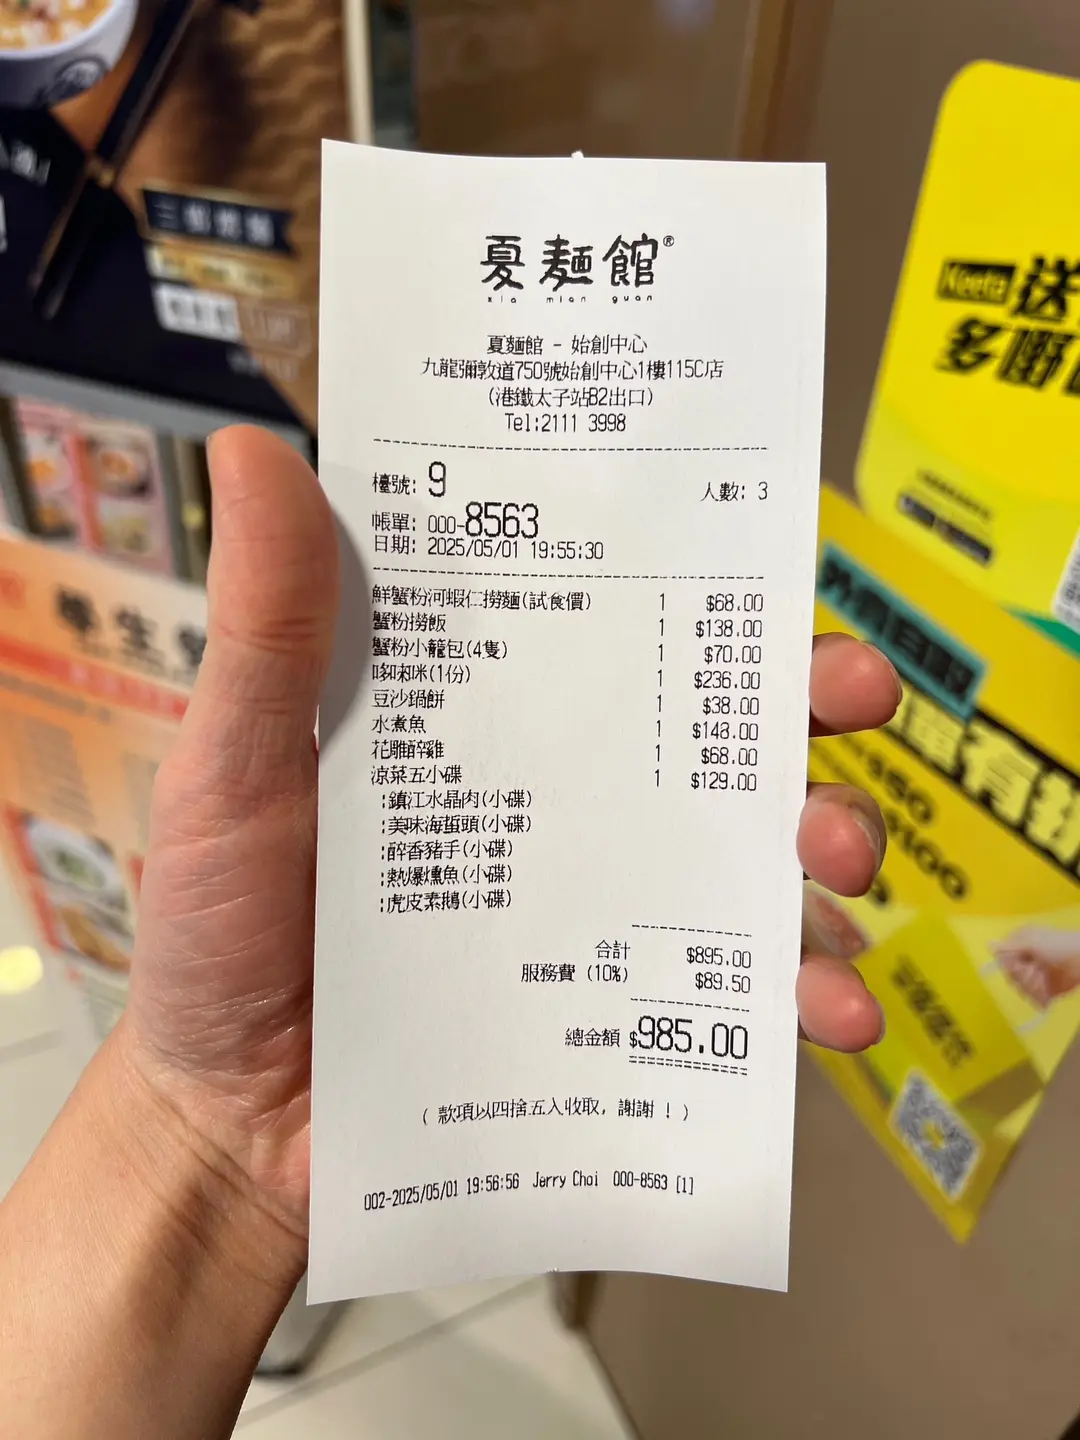 夏麵館®
xia mian guan
夏麵館 - 始創中心
九龍彌敦道750號始創中心1樓115C店
(港鐵太子站B2出口)
Tel:2111 3998
檯號: 9 人數: 3
帳單: 000-8563
日期: 2025/05/01 19:55:30
鮮蟹粉河蝦仁撈麵(試食價) 1 $68.00
蟹粉撈飯 1 $138.00
蟹粉小籠包(4隻) 1 $70.00
哆唻咪(1份) 1 $236.00
豆沙鍋餅 1 $38.00
水煮魚 1 $148.00
花雕醉雞 1 $68.00
涼菜五小碟 1 $129.00
:鎮江水晶肉(小碟)
:美味海蜇頭(小碟)
:醉香豬手(小碟)
:熱爆燻魚(小碟)
:虎皮素鵝(小碟)
合計 $895.00
服務費 (10%) $89.50
總金額 $985.00
( 款項以四捨五入收取, 謝謝 ! )
002-2025/05/01 19:56:56 Jerry Choi 000-8563 [1]
Keeta 送
多嘢
學生